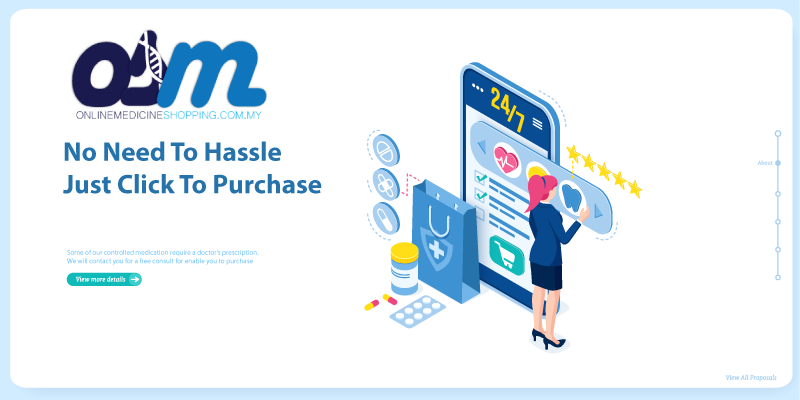 oım
ONLINEMEDICINESHOPPING.COM.MY
No Need To Hassle
Just Click To Purchase
Some of our controlled medication require a doctor's prescription.
We will contact you for a free consult for enable you to purchase
View more details
24/7
About
View All Proposals